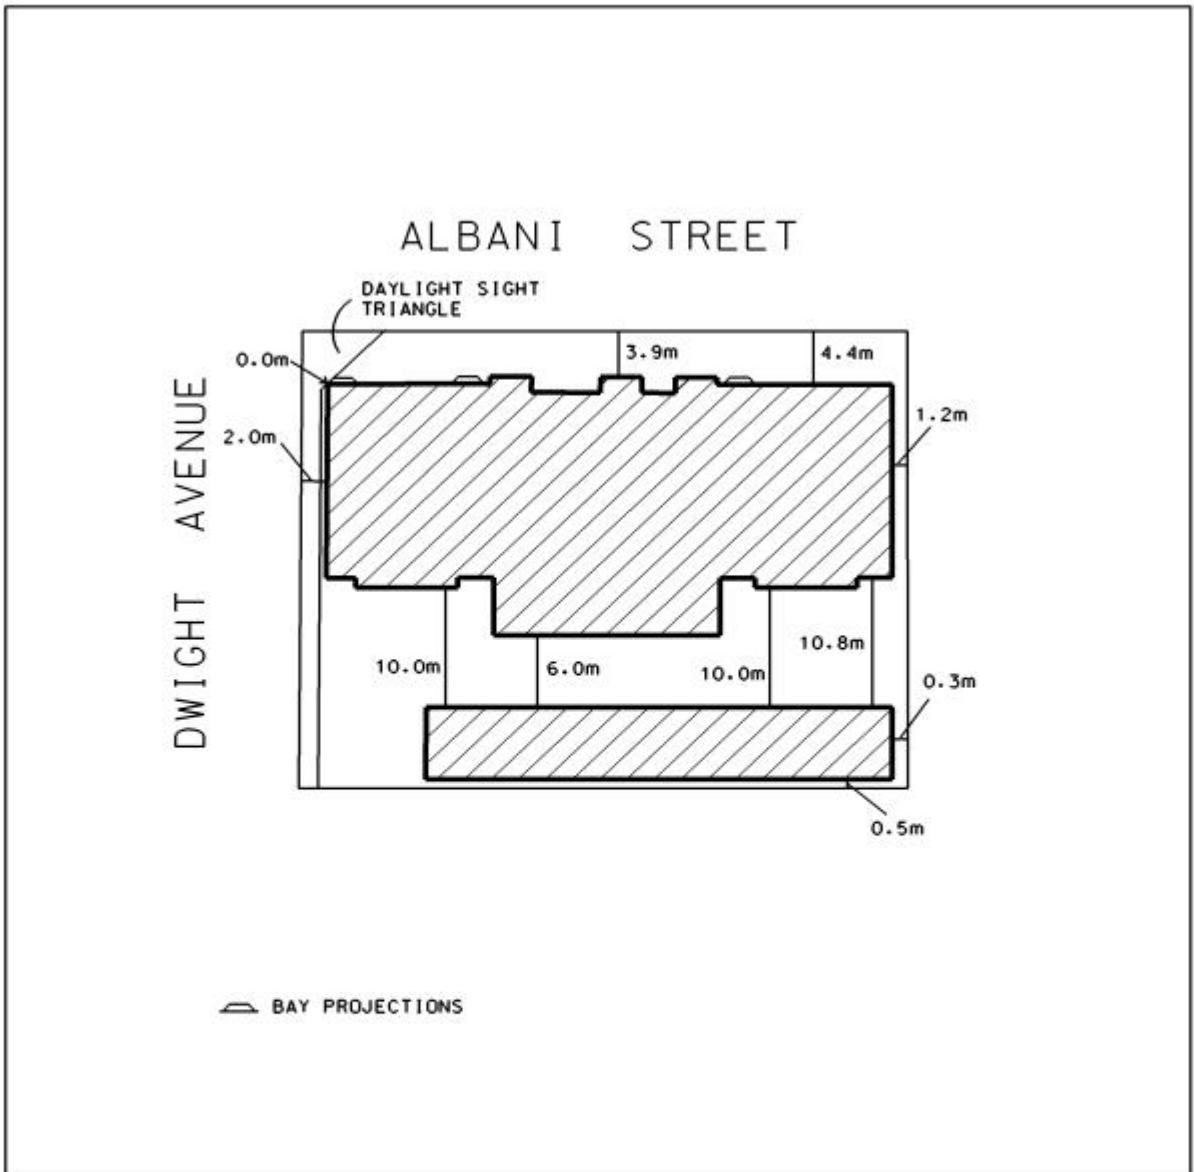 ALBANI STREET
DAYLIGHT SIGHT
TRIANGLE
0.0m
3.9m
4.4m
1.2m
2.0m
DWIGHT AVENUE
10.0m
6.0m
10.0m
10.8m
0.3m
0.5m
BAY PROJECTIONS